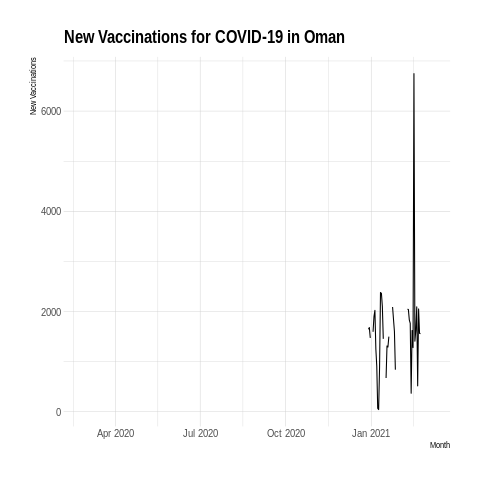 New Vaccinations for COVID-19 in Oman
New Vaccinations
6000
4000
2000
0
Apr 2020 Jul 2020 Oct 2020 Jan 2021
Month